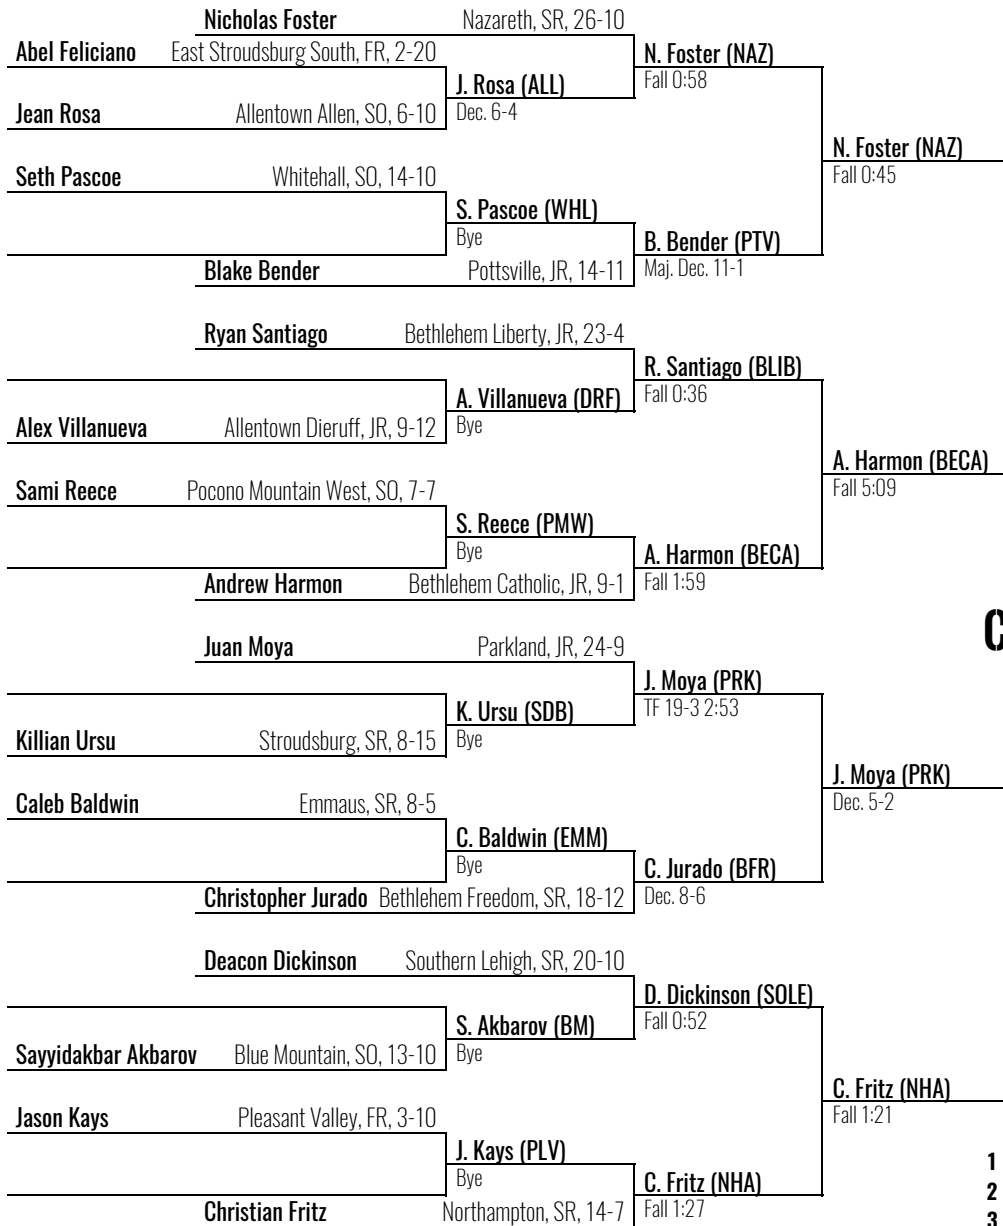 Nicholas Foster Nazareth, SR, 26-10
Abel Feliciano East Stroudsburg South, FR, 2-20
N. Foster (NAZ)
Fall 0:58
J. Rosa (ALL)
Dec. 6-4
Jean Rosa Allentown Allen, SO, 6-10
N. Foster (NAZ)
Fall 0:45
Seth Pascoe Whitehall, SO, 14-10
S. Pascoe (WHL)
Bye
B. Bender (PTV)
Maj. Dec. 11-1
Blake Bender Pottsville, JR, 14-11
Ryan Santiago Bethlehem Liberty, JR, 23-4
R. Santiago (BLIB)
Fall 0:36
A. Villanueva (DRF)
Bye
Alex Villanueva Allentown Dieruff, JR, 9-12
A. Harmon (BECA)
Fall 5:09
Sami Reece Pocono Mountain West, SO, 7-7
S. Reece (PMW)
Bye
A. Harmon (BECA)
Fall 1:59
Andrew Harmon Bethlehem Catholic, JR, 9-1
C
Juan Moya Parkland, JR, 24-9
J. Moya (PRK)
TF 19-3 2:53
K. Ursu (SDB)
Bye
Killian Ursu Stroudsburg, SR, 8-15
J. Moya (PRK)
Dec. 5-2
Caleb Baldwin Emmaus, SR, 8-5
C. Baldwin (EMM)
Bye
C. Jurado (BFR)
Dec. 8-6
Christopher Jurado Bethlehem Freedom, SR, 18-12
Deacon Dickinson Southern Lehigh, SR, 20-10
D. Dickinson (SOLE)
Fall 0:52
S. Akbarov (BM)
Bye
Sayyidakbar Akbarov Blue Mountain, SO, 13-10
C. Fritz (NHA)
Fall 1:21
Jason Kays Pleasant Valley, FR, 3-10
J. Kays (PLV)
Bye
C. Fritz (NHA)
Fall 1:27
Christian Fritz Northampton, SR, 14-7
1
2
3